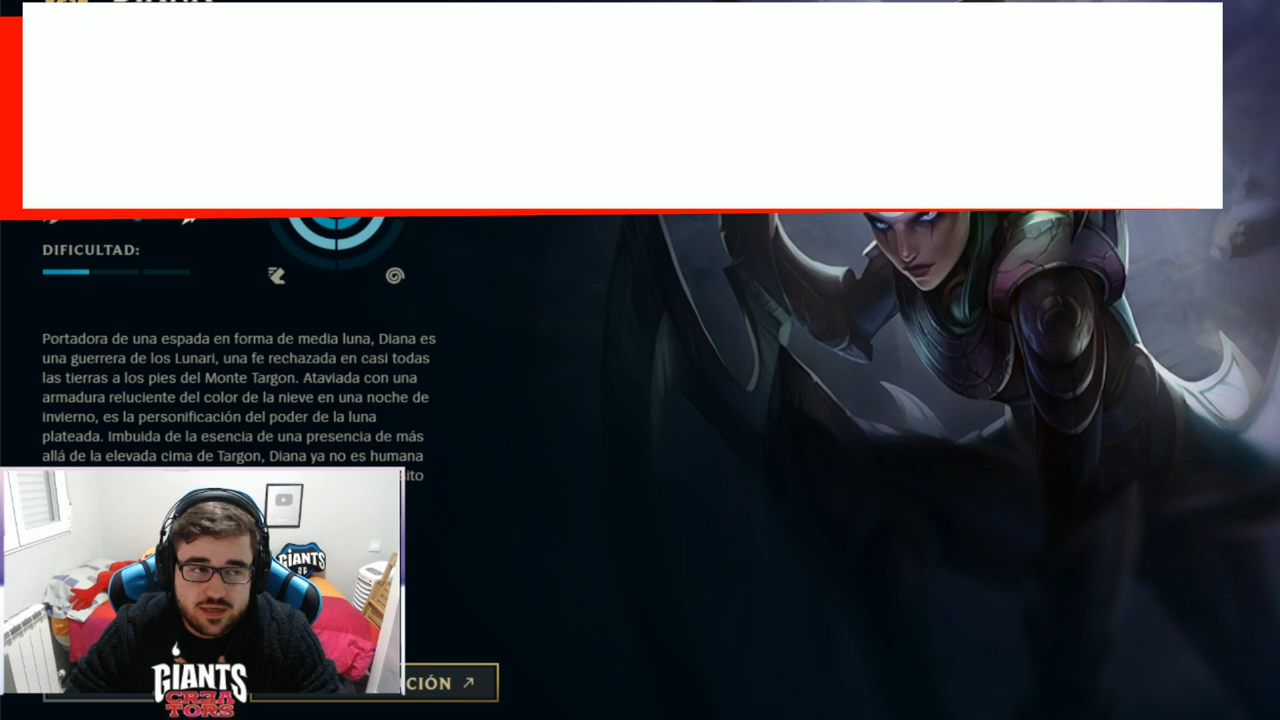 DIFICULTAD:
Portadora de una espada en forma de media luna, Diana es
una guerrera de los Lunari, una fe rechazada en casi todas
las tierras a los pies del Monte Targon. Ataviada con una
armadura reluciente del color de la nieve en una noche de
invierno, es la personificación del poder de la luna
plateada. Imbuida de la esencia de una presencia de más
allá de la elevada cima de Targon, Diana ya no es humana
GIANTS
CIÓN
GIANTS
CREA
TORS